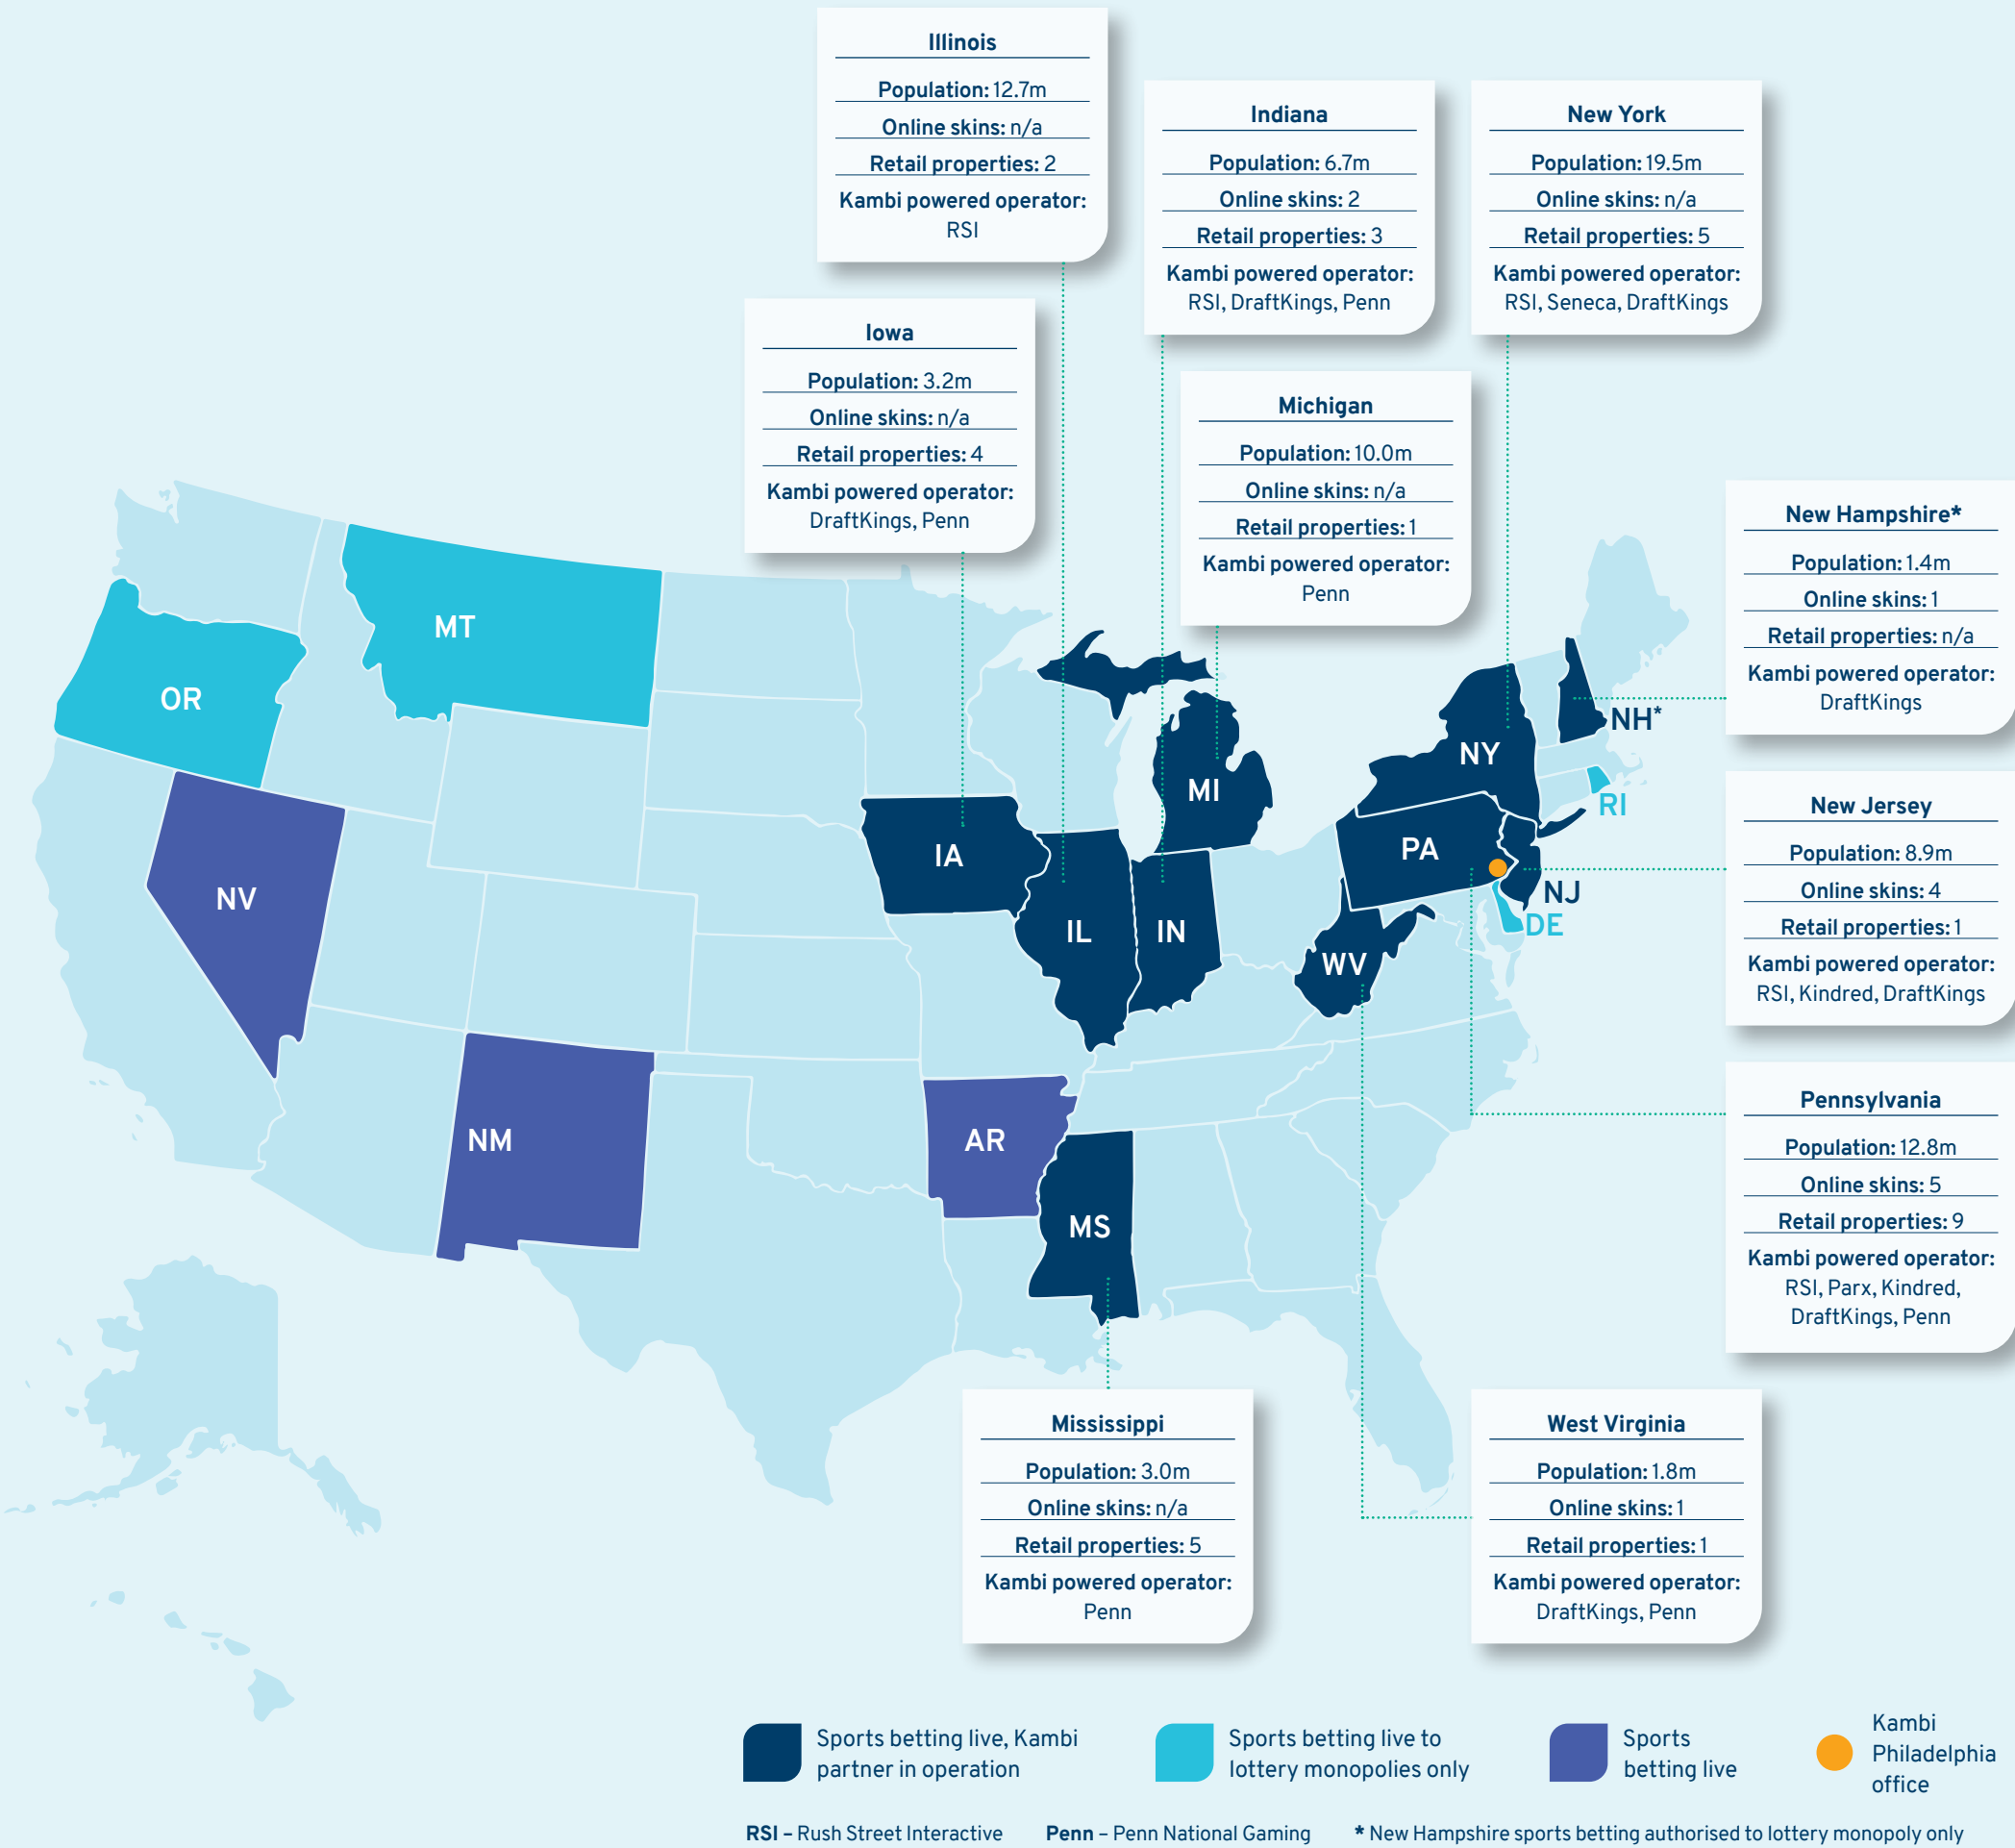 Illinois
Population: 12.7m
Online skins: n/a
Retail properties: 2
Kambi powered operator:
RSI
Indiana
Population: 6.7m
Online skins: 2
Retail properties: 3
Kambi powered operator:
RSI, DraftKings, Penn
New York
Population: 19.5m
Online skins: n/a
Retail properties: 5
Kambi powered operator:
RSI, Seneca, DraftKings
Iowa
Population: 3.2m
Online skins: n/a
Retail properties: 4
Kambi powered operator:
DraftKings, Penn
Michigan
Population: 10.0m
Online skins: n/a
Retail properties: 1
Kambi powered operator:
Penn
New Hampshire*
Population: 1.4m
Online skins: 1
Retail properties: n/a
Kambi powered operator:
DraftKings
New Jersey
Population: 8.9m
Online skins: 4
Retail properties: 1
Kambi powered operator:
RSI, Kindred, DraftKings
Pennsylvania
Population: 12.8m
Online skins: 5
Retail properties: 9
Kambi powered operator:
RSI, Parx, Kindred,
DraftKings, Penn
MT
OR
NV
NM
AR
IA
IL
IN
MI
MS
WV
PA
NY
NH*
RI
NJ
DE
Mississippi
Population: 3.0m
Online skins: n/a
Retail properties: 5
Kambi powered operator:
Penn
West Virginia
Population: 1.8m
Online skins: 1
Retail properties: 1
Kambi powered operator:
DraftKings, Penn
Sports betting live, Kambi
partner in operation
Sports betting live to
lottery monopolies only
Sports
betting live
Kambi
Philadelphia
office
RSI – Rush Street Interactive
Penn – Penn National Gaming
* New Hampshire sports betting authorised to lottery monopoly only